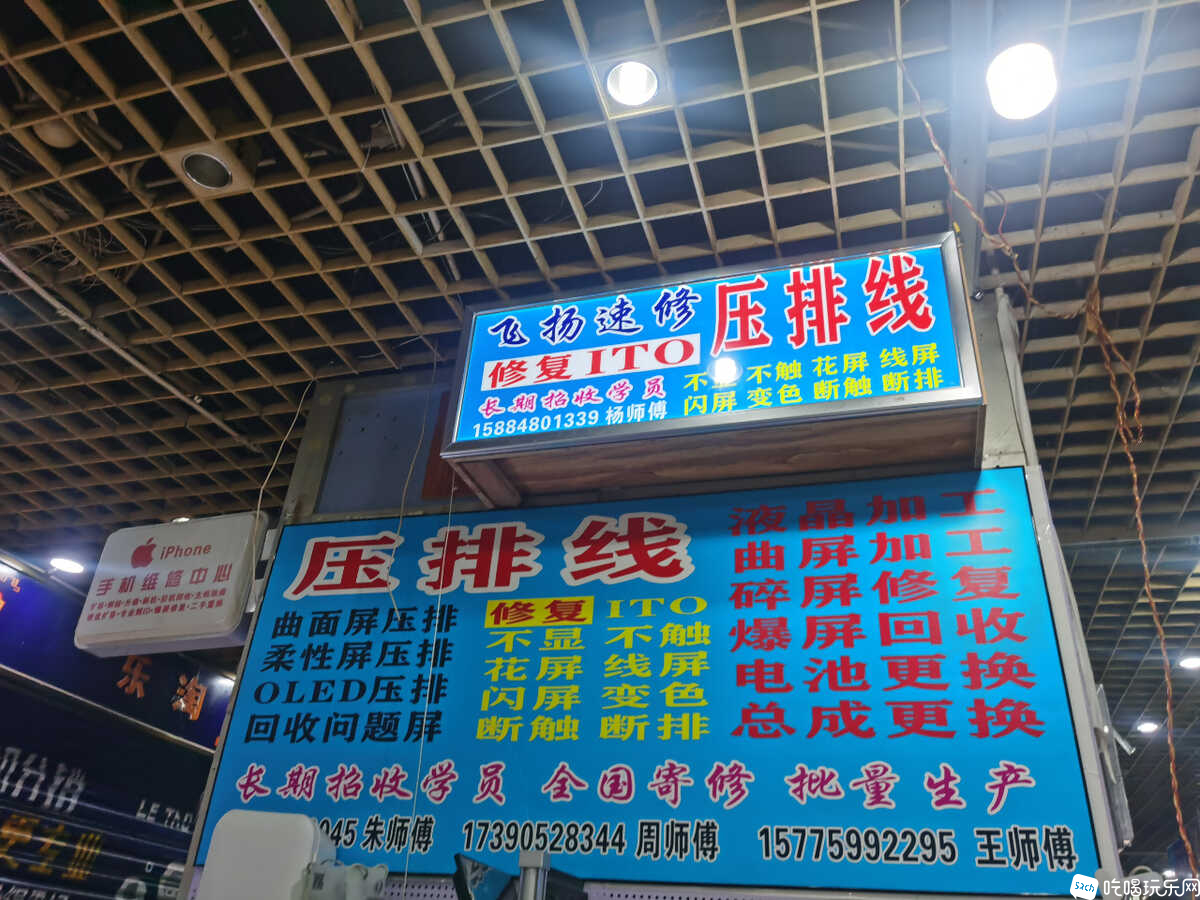 飞扬速修 压排线
修复ITO
不显 不触 花屏 线屏
长期招收学员
闪屏 变色 断触 断排
15884801339 杨师傅
压排线
曲面屏压排
柔性屏压排
OLED压排
回收问题屏
修复 ITO
不显 不触
花屏 线屏
闪屏 变色
断触 断排
液晶加工
曲屏加工
碎屏修复
爆屏回收
电池更换
总成更换
长期招收学员 全国寄修 批量生产
045 朱师傅 17390528344 周师傅 15775992295 王师傅
iPhone
手机维修中心
乐淘
分销
LE TAO
吃喝玩乐网